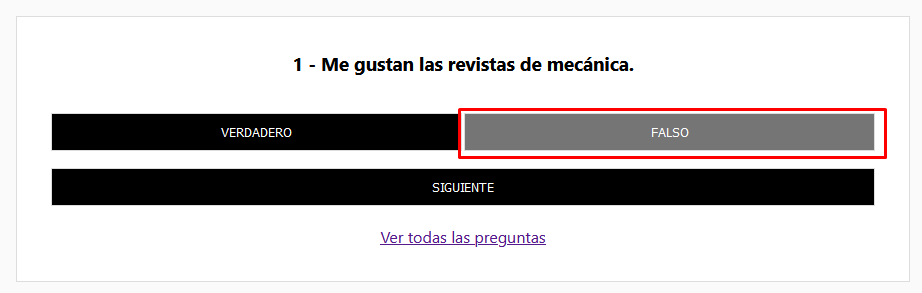 1 - Me gustan las revistas de mecánica.
VERDADERO FALSO
SIGUIENTE
Ver todas las preguntas